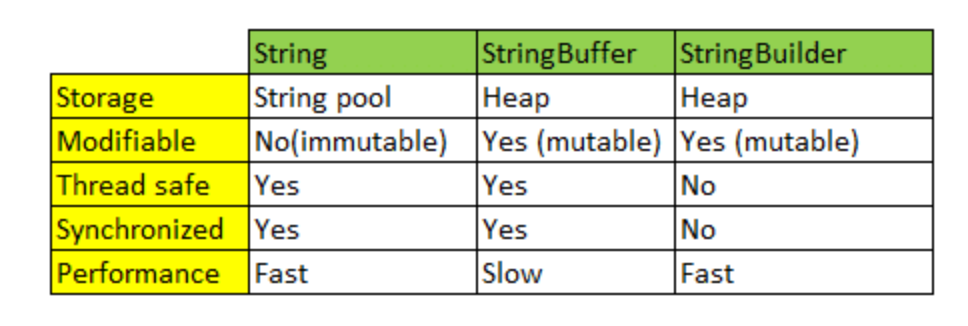 String StringBuffer StringBuilder
Storage String pool Heap Heap
Modifiable No(immutable) Yes (mutable) Yes (mutable)
Thread safe Yes Yes No
Synchronized Yes Yes No
Performance Fast Slow Fast